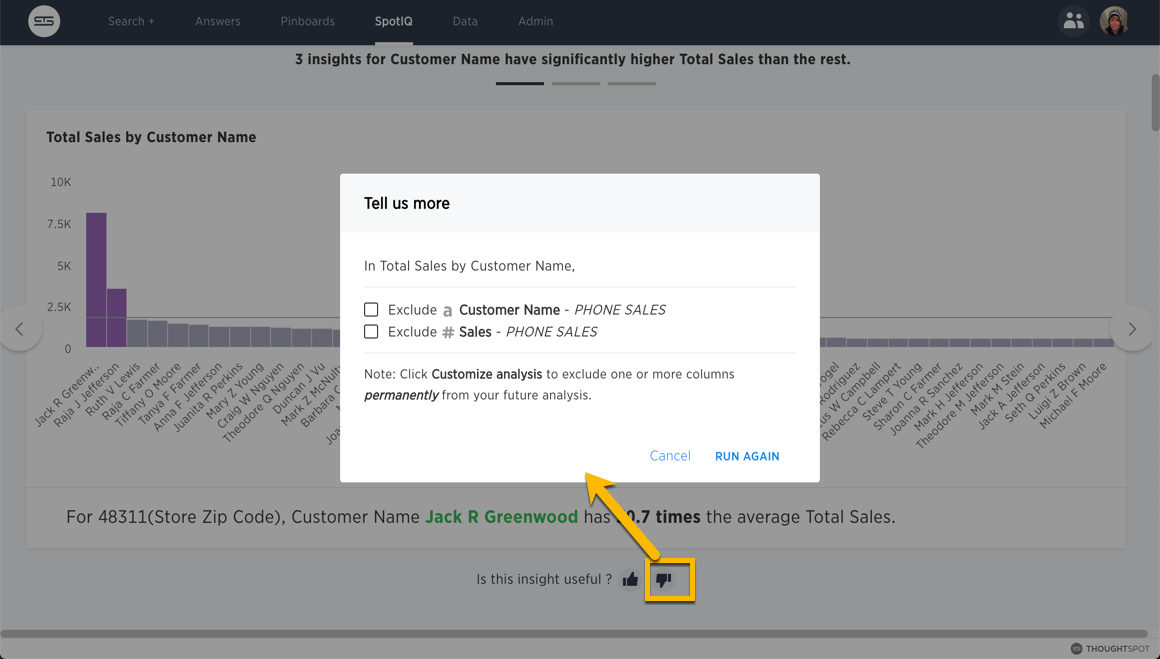 Search +
Answers
Pinboards
SpotIQ
Data
Admin
3 insights for Customer Name have significantly higher Total Sales than the rest.
Total Sales by Customer Name
10K
7.5K
5K
2.5K
0
Jack R Greenw..
Raja J Jefferson
Ruth V Lewis
Raja C Farmer
Tiffany O Moore
Tanya F Farmer
Anna F Jefferson
Juanita R Perkins
Mary Z Young
Craig W Nguyen
Theodore Q Nguyen
Duncan J Vu
Mark Z McNult
Barbara C
Rodriguez
us W Campbell
Rebecca C Lampert
Steve T Young
Sharon C Farmer
Joanna R Sanchez
Mark H Jefferson
Theodore M Jefferson
Mark M Stein
Jack A Jefferson
Seth Q Perkins
Luigi Z Brown
Michael F Moore
Tell us more
In Total Sales by Customer Name,
Exclude a Customer Name - PHONE SALES
Exclude # Sales - PHONE SALES
Note: Click Customize analysis to exclude one or more columns
permanently from your future analysis.
Cancel
RUN AGAIN
For 48311(Store Zip Code), Customer Name Jack R Greenwood has 0.7 times the average Total Sales.
Is this insight useful ?
THOUGHTSPOT